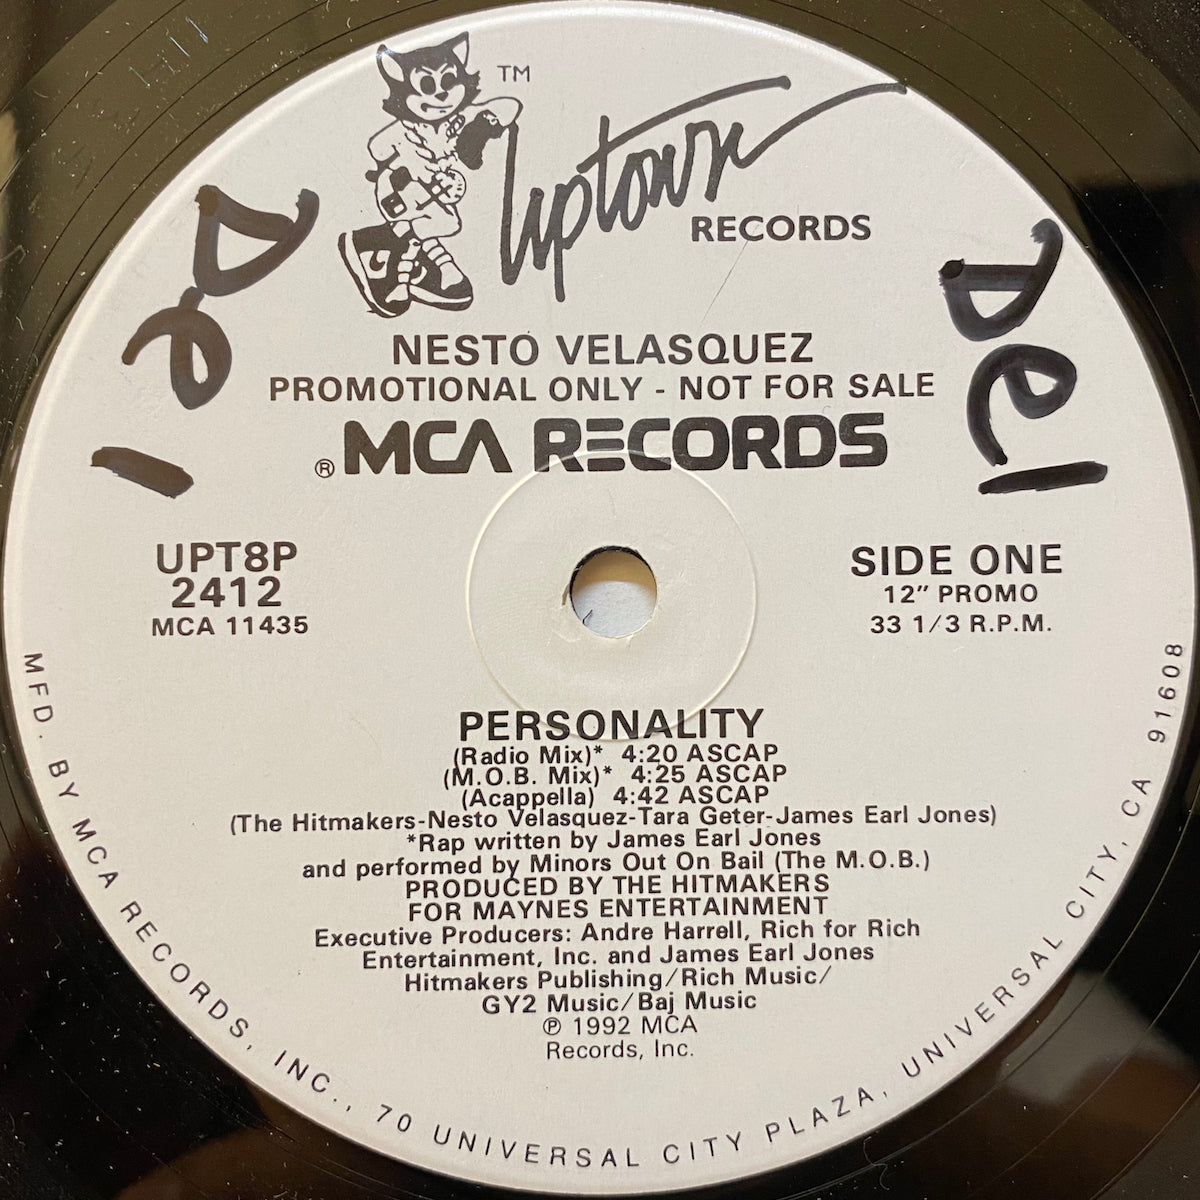 TM
Uptown
RECORDS
Del
Del
NESTO VELASQUEZ
PROMOTIONAL ONLY - NOT FOR SALE
® MCA RECORDS
UPT8P
2412
MCA 11435
SIDE ONE
12" PROMO
33 1/3 R.P.M.
PERSONALITY
(Radio Mix)* 4:20 ASCAP
(M.O.B. Mix)* 4:25 ASCAP
(Acappella) 4:42 ASCAP
(The Hitmakers-Nesto Velasquez-Tara Geter-James Earl Jones)
*Rap written by James Earl Jones
and performed by Minors Out On Bail (The M.O.B.)
PRODUCED BY THE HITMAKERS
FOR MAYNES ENTERTAINMENT
Executive Producers: Andre Harrell, Rich for Rich
Entertainment, Inc. and James Earl Jones
Hitmakers Publishing/Rich Music/
GY2 Music/Baj Music
℗ 1992 MCA
Records, Inc.
MFD. BY MCA RECORDS, INC., 70 UNIVERSAL CITY PLAZA, UNIVERSAL CITY, CA 91608